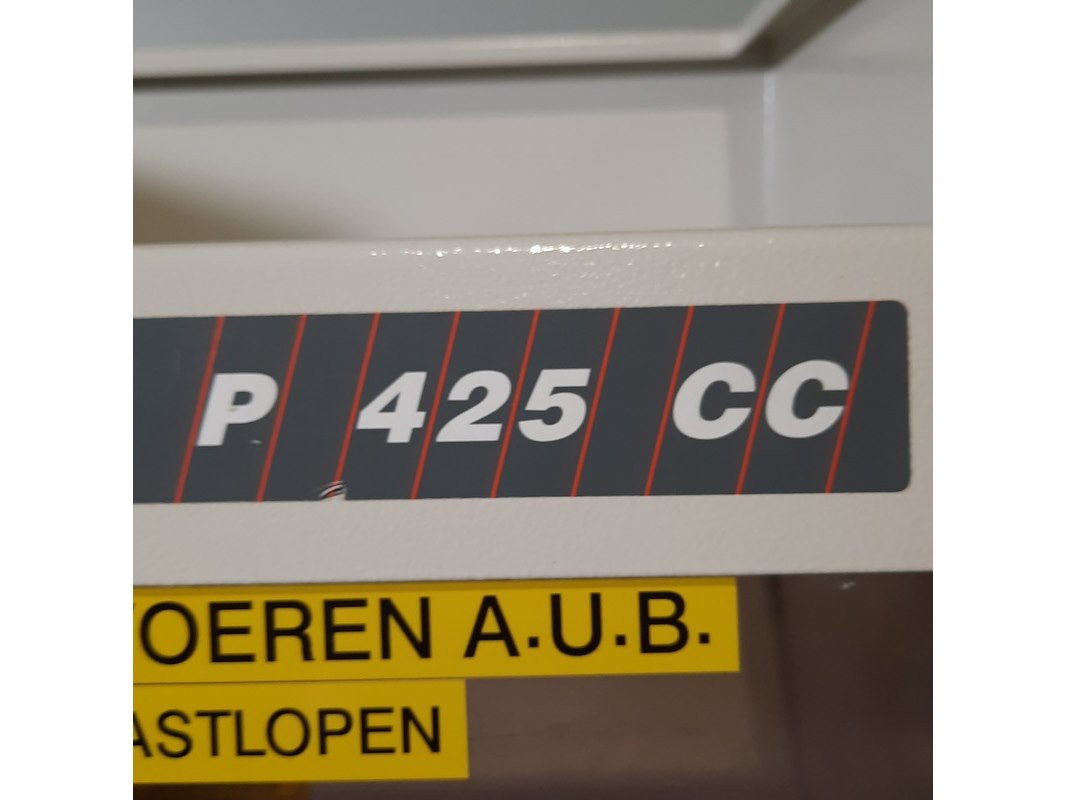 P 425 CC
OEREN A.U.B.
ASTLOPEN